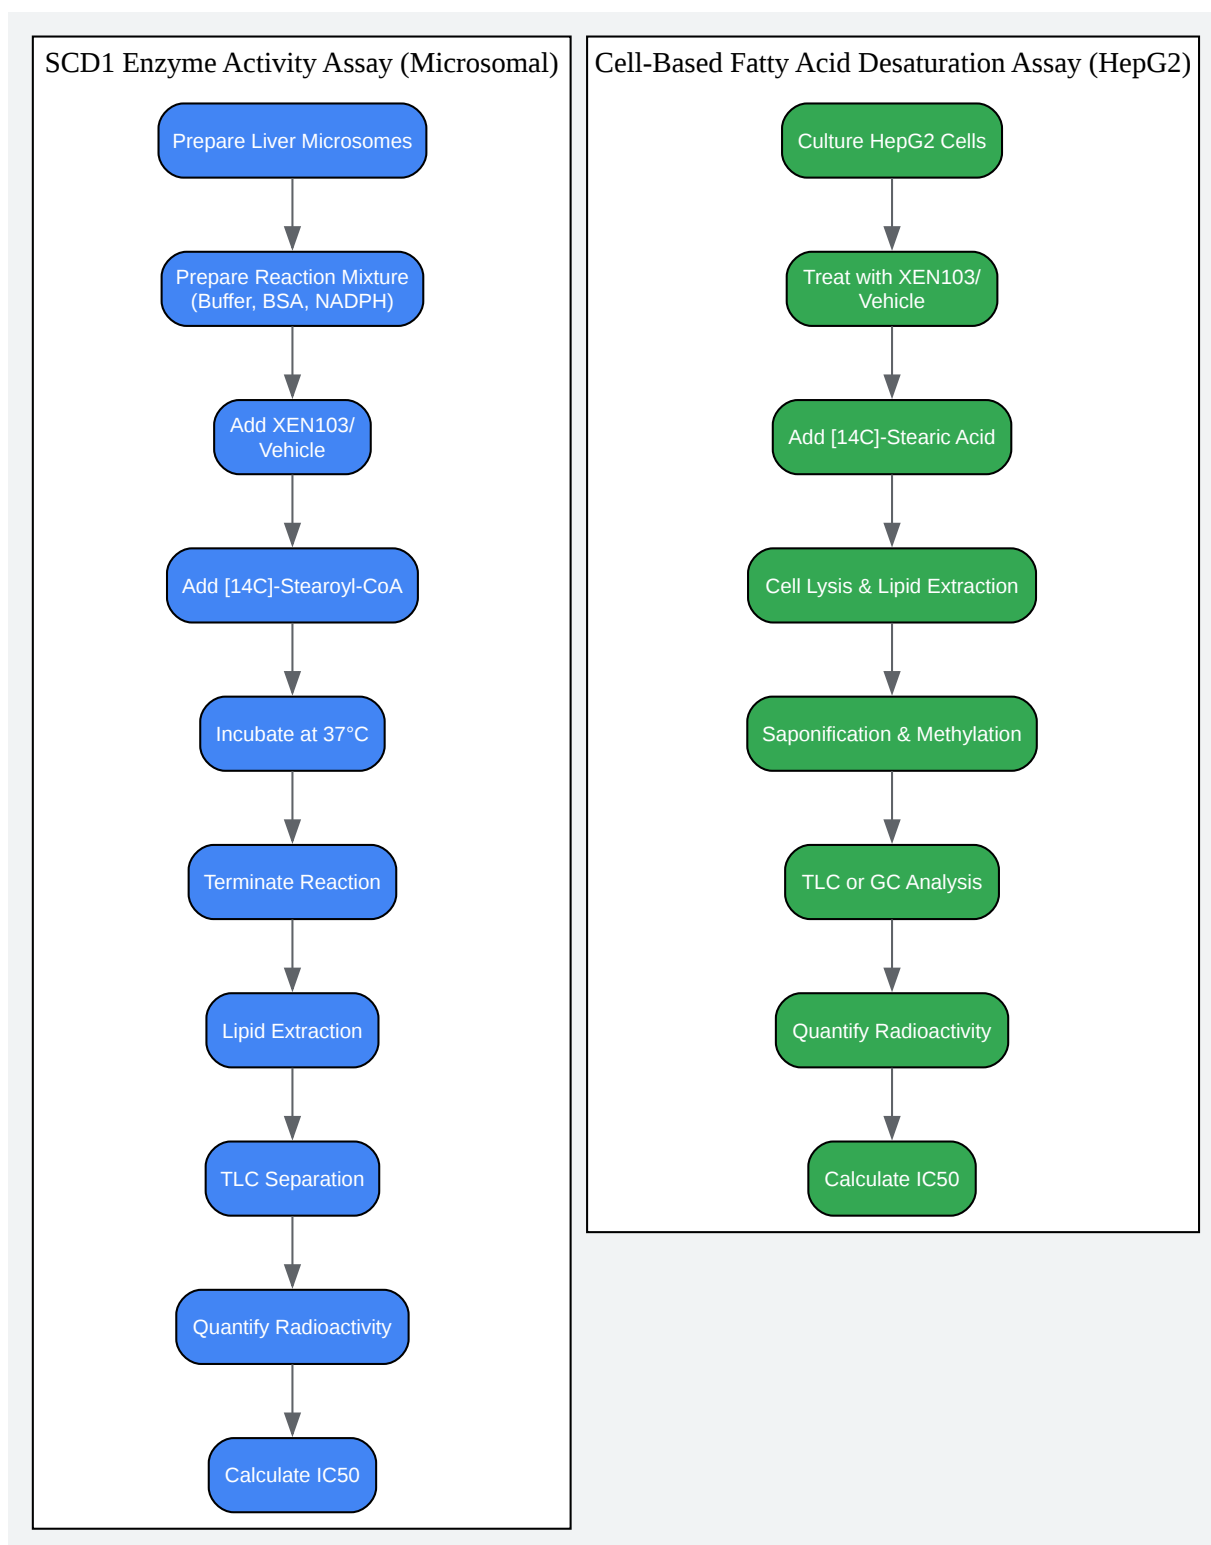 SCD1 Enzyme Activity Assay (Microsomal)
Prepare Liver Microsomes
Prepare Reaction Mixture
(Buffer, BSA, NADPH)
Add XEN103/
Vehicle
Add [14C]-Stearoyl-CoA
Incubate at 37°C
Terminate Reaction
Lipid Extraction
TLC Separation
Quantify Radioactivity
Calculate IC50
Cell-Based Fatty Acid Desaturation Assay (HepG2)
Culture HepG2 Cells
Treat with XEN103/
Vehicle
Add [14C]-Stearic Acid
Cell Lysis & Lipid Extraction
Saponification & Methylation
TLC or GC Analysis
Quantify Radioactivity
Calculate IC50